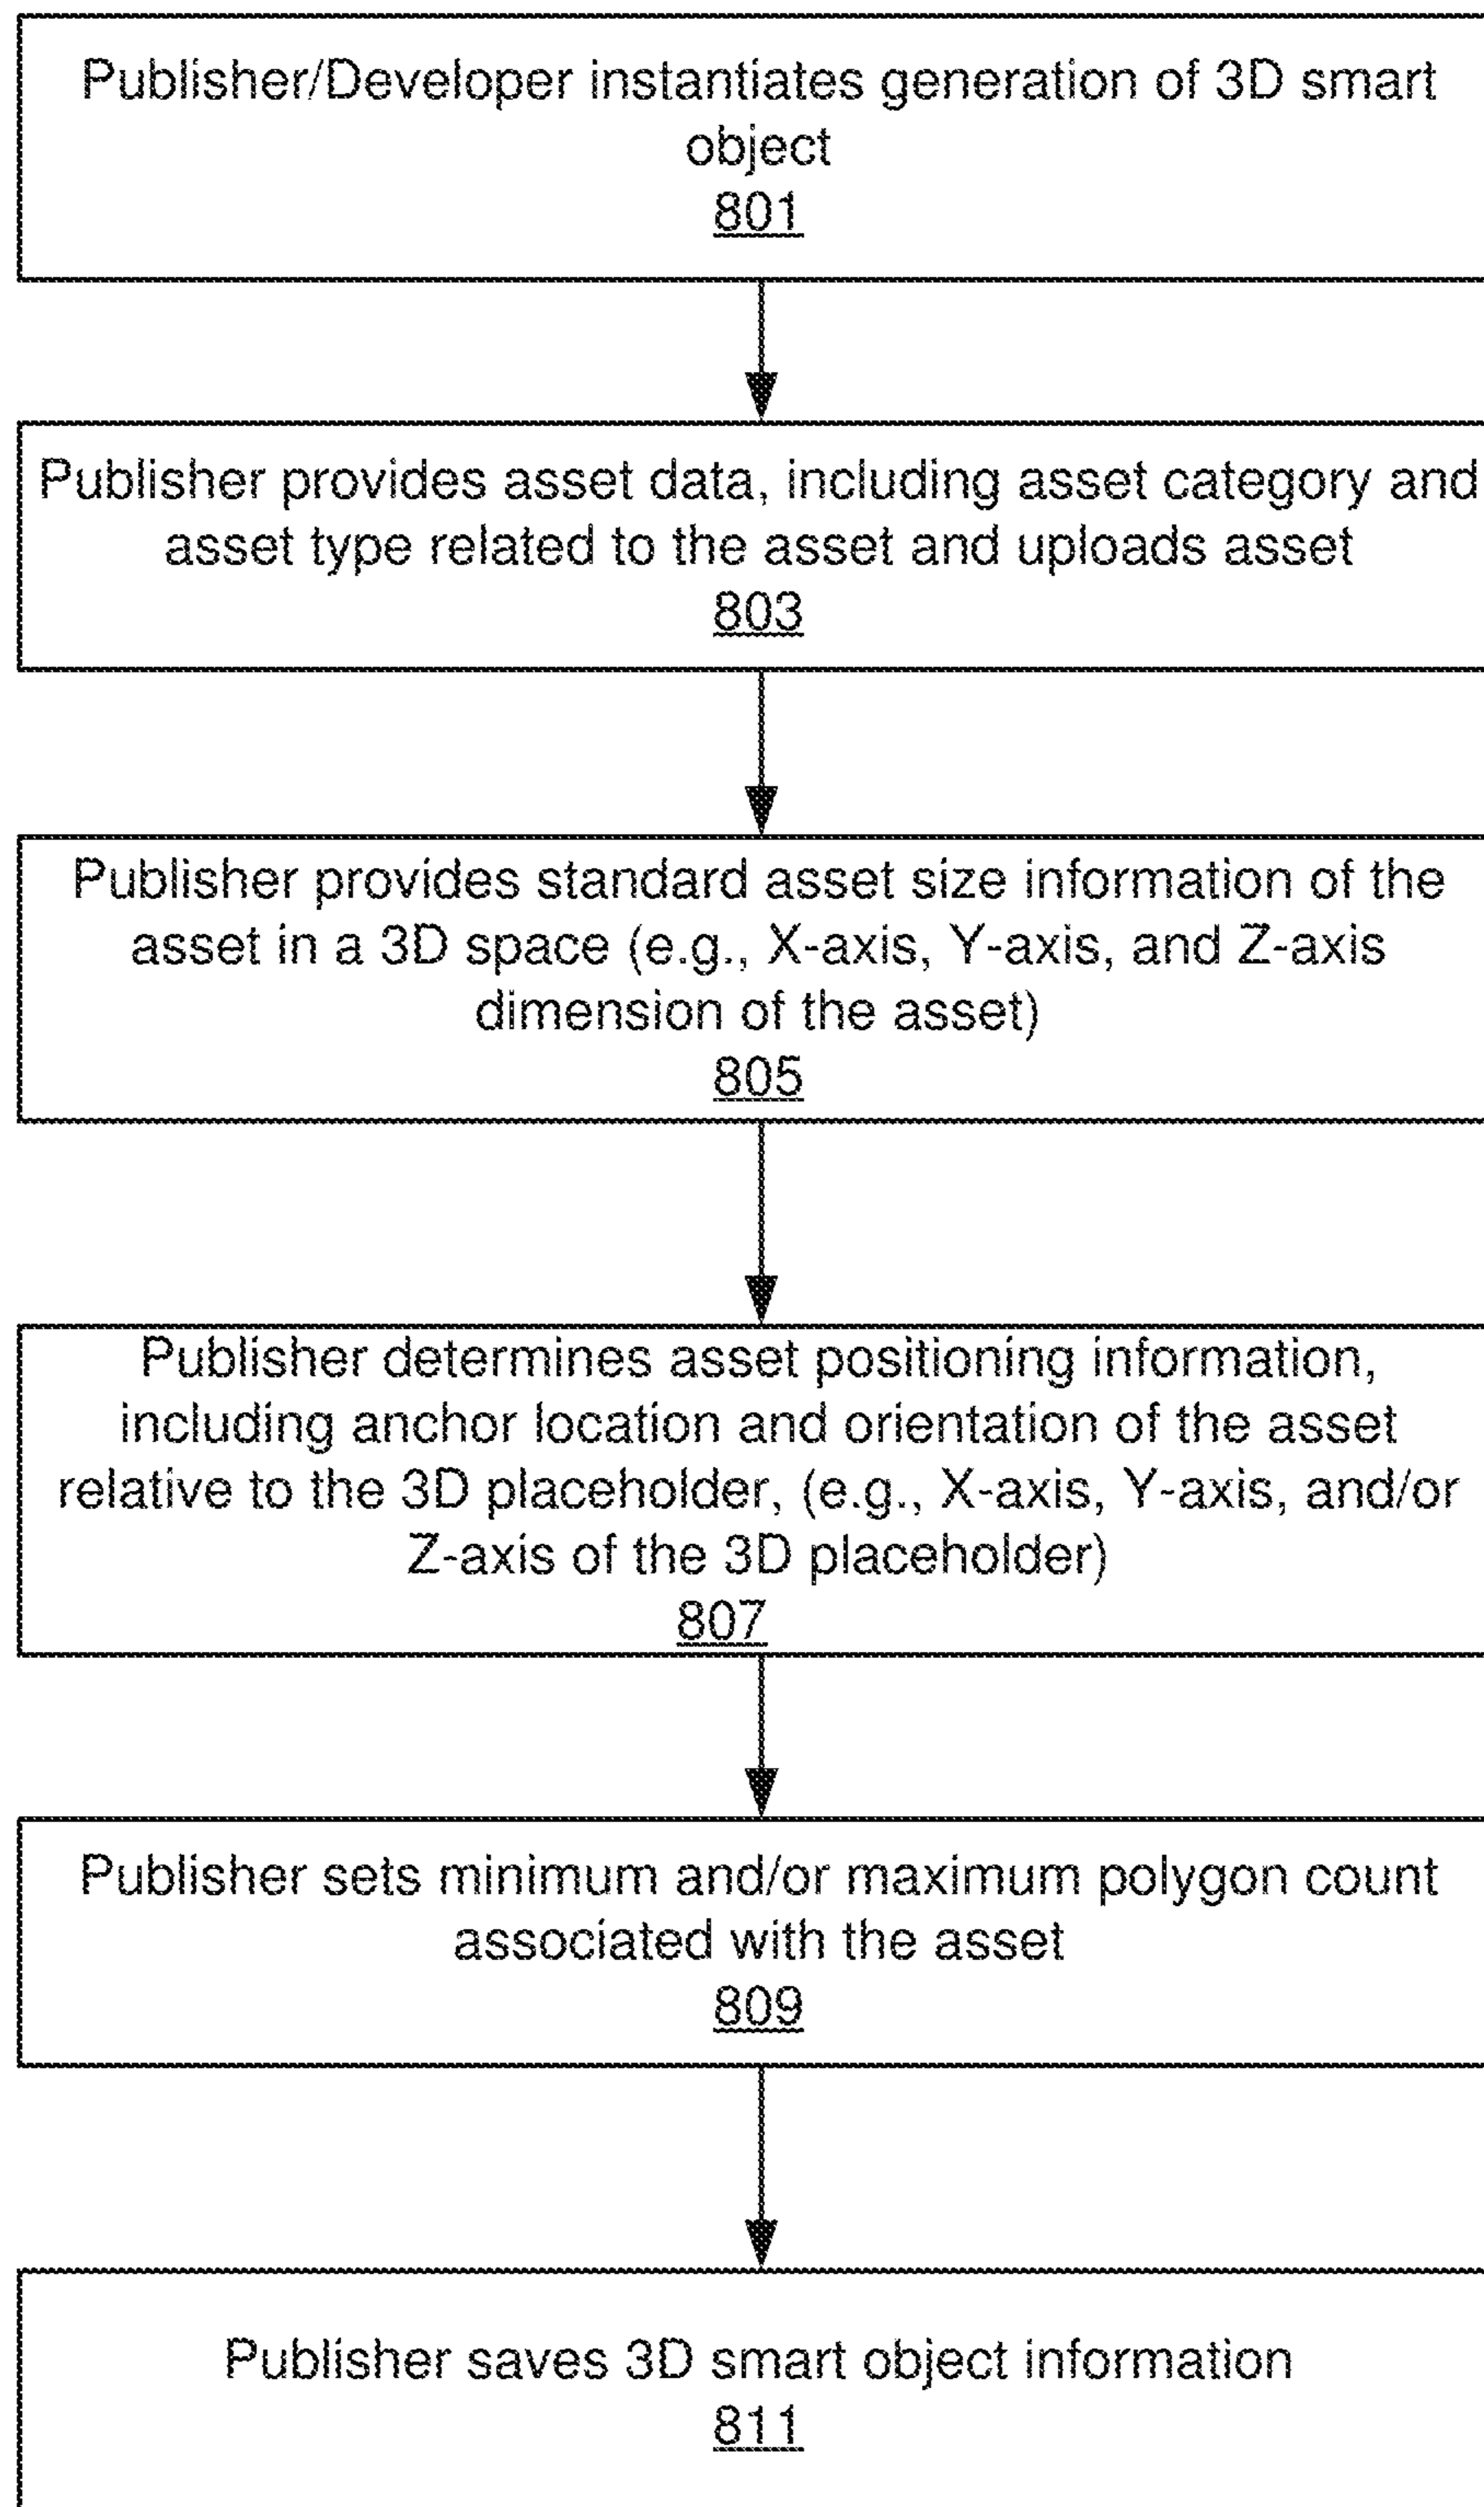 Publisher/Developer instantiates generation of 3D smart
object
801
Publisher provides asset data, including asset category and
asset type related to the asset and uploads asset
803
Publisher provides standard asset size information of the
asset in a 3D space (e.g., X-axis, Y-axis, and Z-axis
dimension of the asset)
805
Publisher determines asset positioning information,
including anchor location and orientation of the asset
relative to the 3D placeholder, (e.g., X-axis, Y-axis, and/or
Z-axis of the 3D placeholder)
807
Publisher sets minimum and/or maximum polygon count
associated with the asset
809
Publisher saves 3D smart object information
811